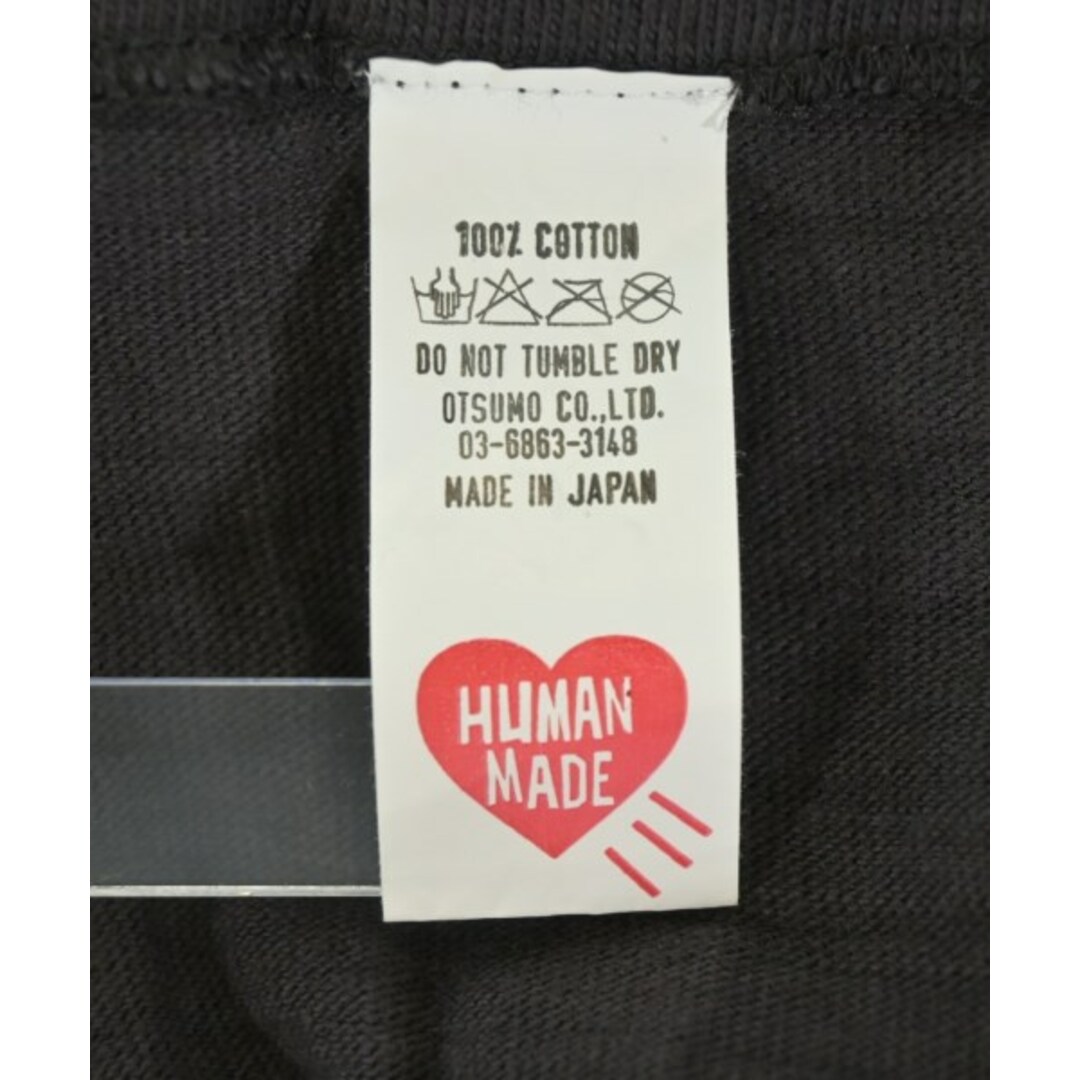 100% COTTON
DO NOT TUMBLE DRY
OTSUMO CO.,LTD.
03-6863-3148
MADE IN JAPAN
HUMAN
MADE